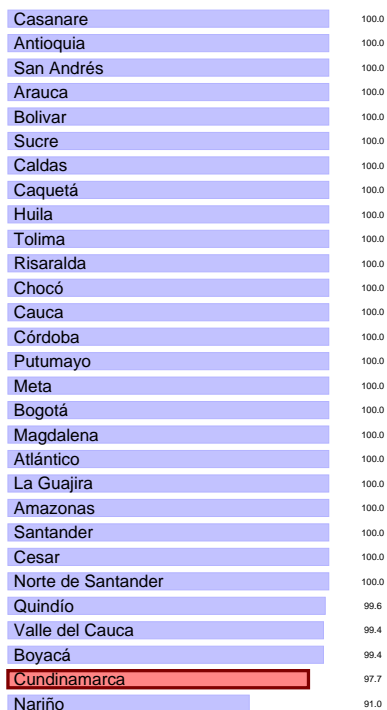 Casanare 100.0
Antioquia 100.0
San Andrés 100.0
Arauca 100.0
Bolivar 100.0
Sucre 100.0
Caldas 100.0
Caquetá 100.0
Huila 100.0
Tolima 100.0
Risaralda 100.0
Chocó 100.0
Cauca 100.0
Córdoba 100.0
Putumayo 100.0
Meta 100.0
Bogotá 100.0
Magdalena 100.0
Atlántico 100.0
La Guajira 100.0
Amazonas 100.0
Santander 100.0
Cesar 100.0
Norte de Santander 100.0
Quindío 99.6
Valle del Cauca 99.4
Boyacá 99.4
Cundinamarca 97.7
Nariño 91.0